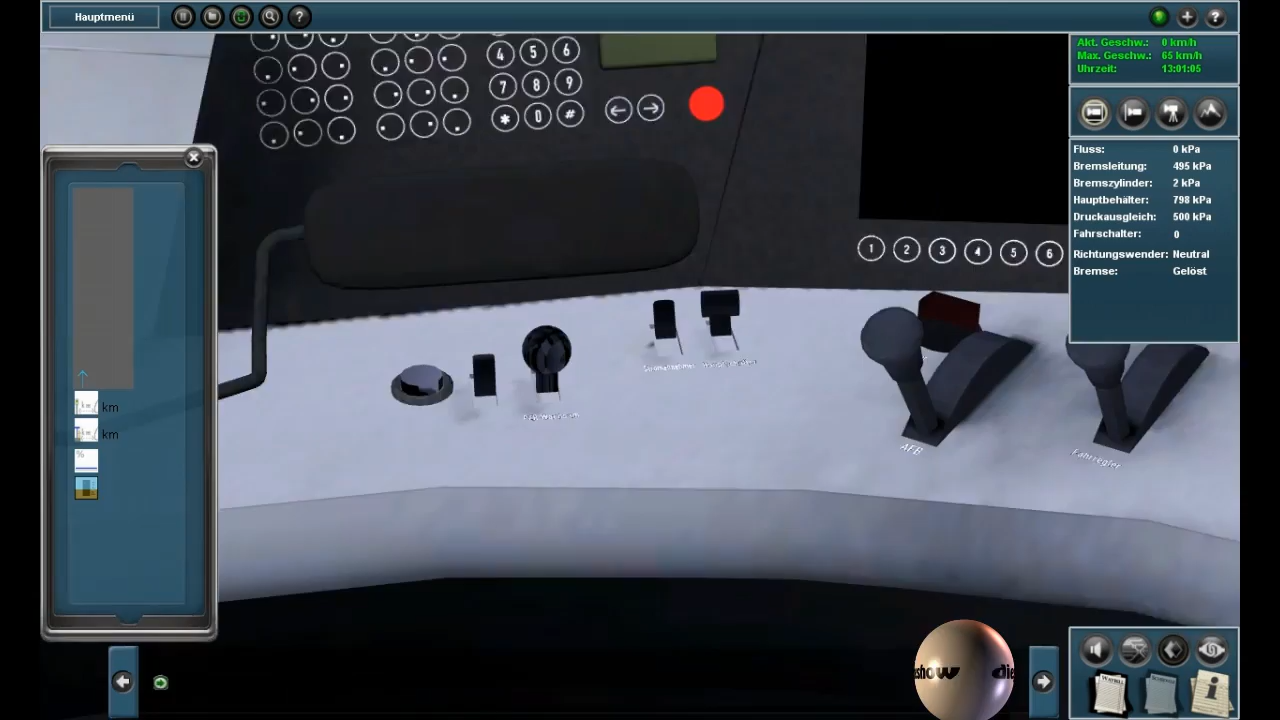 Hauptmenü
?
?
Akt. Geschw.: 0 km/h
Max. Geschw.: 65 km/h
Uhrzeit: 13:01:05
4 5 6
7 8 9
* 0 #
← →
Fluss: 0 kPa
Bremsleitung: 495 kPa
Bremszylinder: 2 kPa
Hauptbehälter: 798 kPa
Druckausgleich: 500 kPa
Fahrschalter: 0
Richtungswender: Neutral
Bremse: Gelöst
1 2 3 4 5 6
km
km
%
AFB
Fahrregler
show die